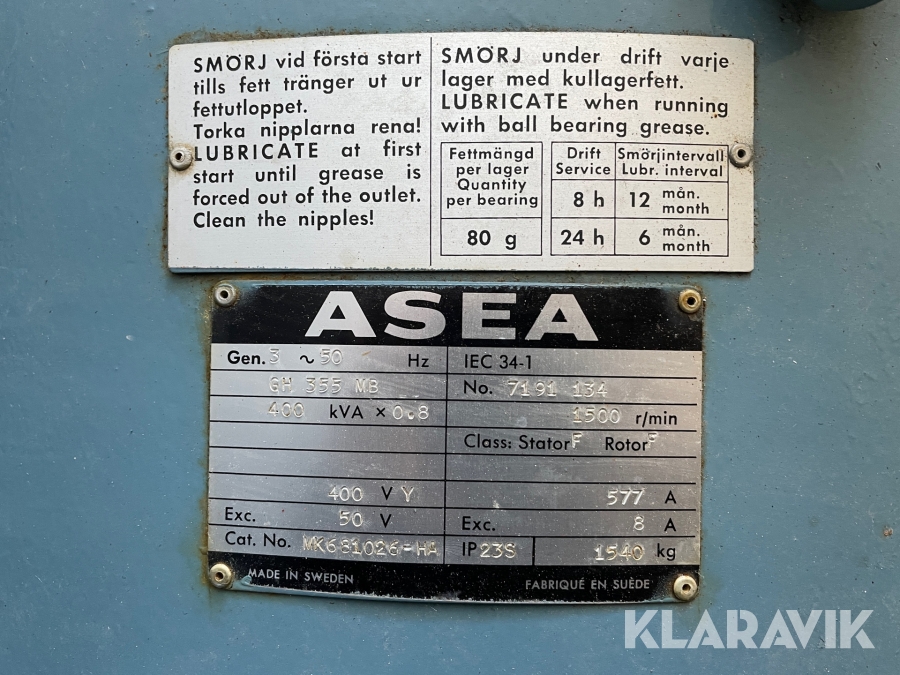 SMÖRJ vid första start
tills fett tränger ut ur
fettutloppet.
Torka nipplarna rena!
LUBRICATE at first
start until grease is
forced out of the outlet.
Clean the nipples!
SMÖRJ under drift varje
lager med kullagerfett.
LUBRICATE when running
with ball bearing grease.
Fettmängd
per lager
Quantity
per bearing
80 g
Drift
Service
Smörjintervall
Lubr. interval
8 h
12 mån.
month
24 h
6 mån.
month
ASEA
Gen. 3 ~ 50 Hz
IEC 34-1
GH 355 MB
No. 7191 134
400 kVA × 0.8
1500 r/min
Class: Stator F Rotor F
400 V Y
577 A
Exc. 50 V
Exc. 8 A
Cat. No. MK681026-HA
IP 23S
1540 kg
MADE IN SWEDEN
FABRIQUÉ EN SUÈDE
KLARAVIK